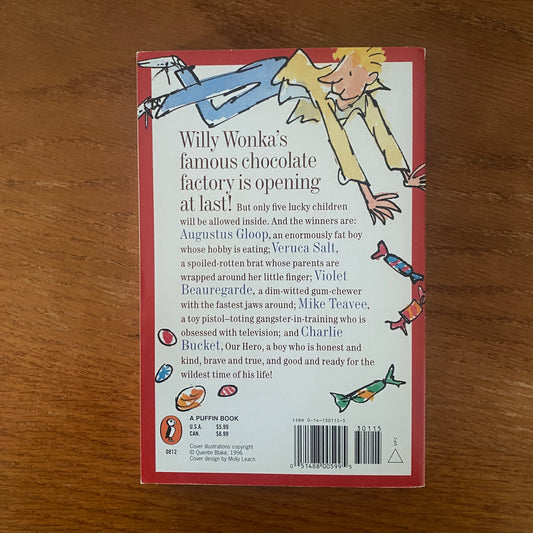 Willy Wonka's
famous chocolate
factory is opening
at last! But only five lucky children
will be allowed inside. And the winners are:
Augustus Gloop, an enormously fat boy
whose hobby is eating; Veruca Salt,
a spoiled-rotten brat whose parents are
wrapped around her little finger; Violet
Beauregarde, a dim-witted gum-chewer
with the fastest jaws around; Mike Teavee,
a toy pistol–toting gangster-in-training who is
obsessed with television; and Charlie
Bucket, Our Hero, a boy who is honest and
kind, brave and true, and good and ready for the
wildest time of his life!
A PUFFIN BOOK
U.S.A. $5.99
CAN. $8.99
0812
Cover illustrations copyright
© Quentin Blake, 1996
Cover design by Molly Leach
ISBN 0-14-130115-5
30115
0 51488 00599 5